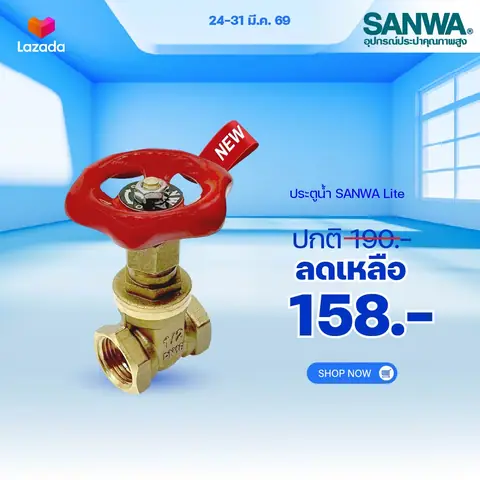 24-31 มี.ค. 69
Lazada
SANWA®
อุปกรณ์ประปาคุณภาพสูง
NEW
ประตูน้ำ SANWA Lite
ปกติ 190.-
ลดเหลือ
158.-
1/2
SHOP NOW